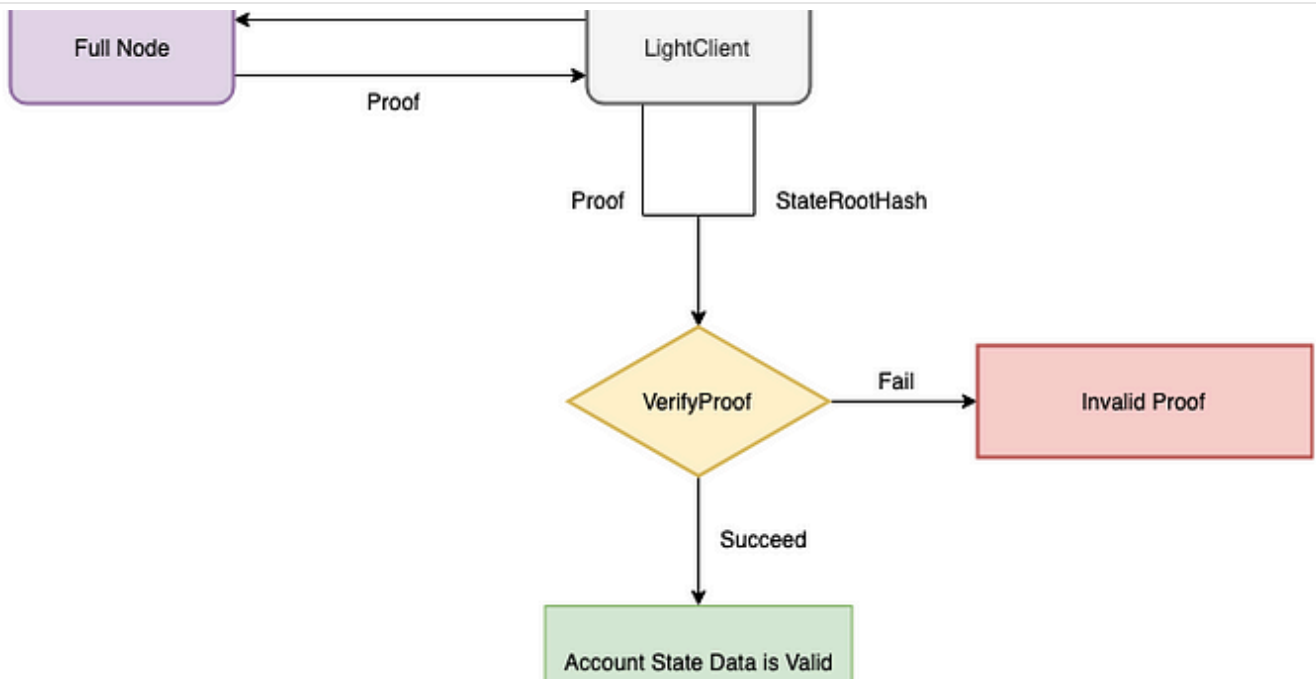 Full Node
LightClient
Proof
Proof
StateRootHash
VerifyProof
Fail
Invalid Proof
Succeed
Account State Data is Valid